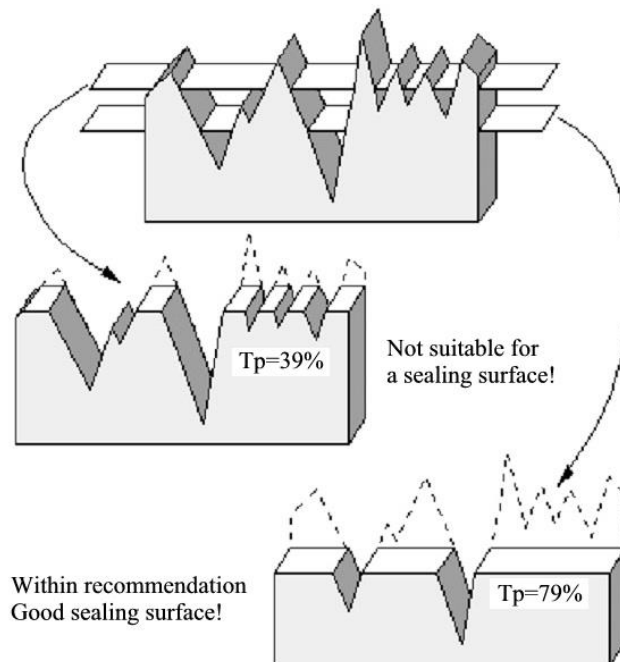 Tp=39%
Not suitable for
a sealing surface!
Within recommendation
Good sealing surface!
Tp=79%